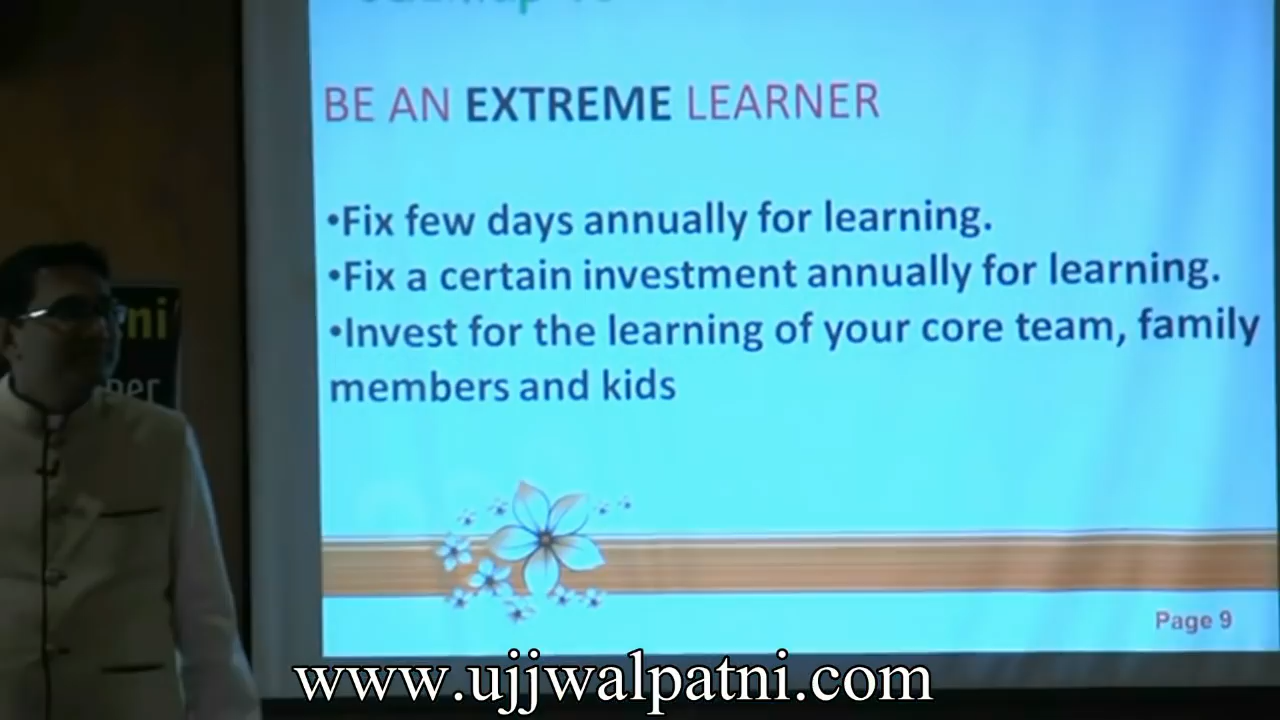 BE AN EXTREME LEARNER
•Fix few days annually for learning.
•Fix a certain investment annually for learning.
•Invest for the learning of your core team, family
members and kids
ni
Page 9
www.ujjwalpatni.com